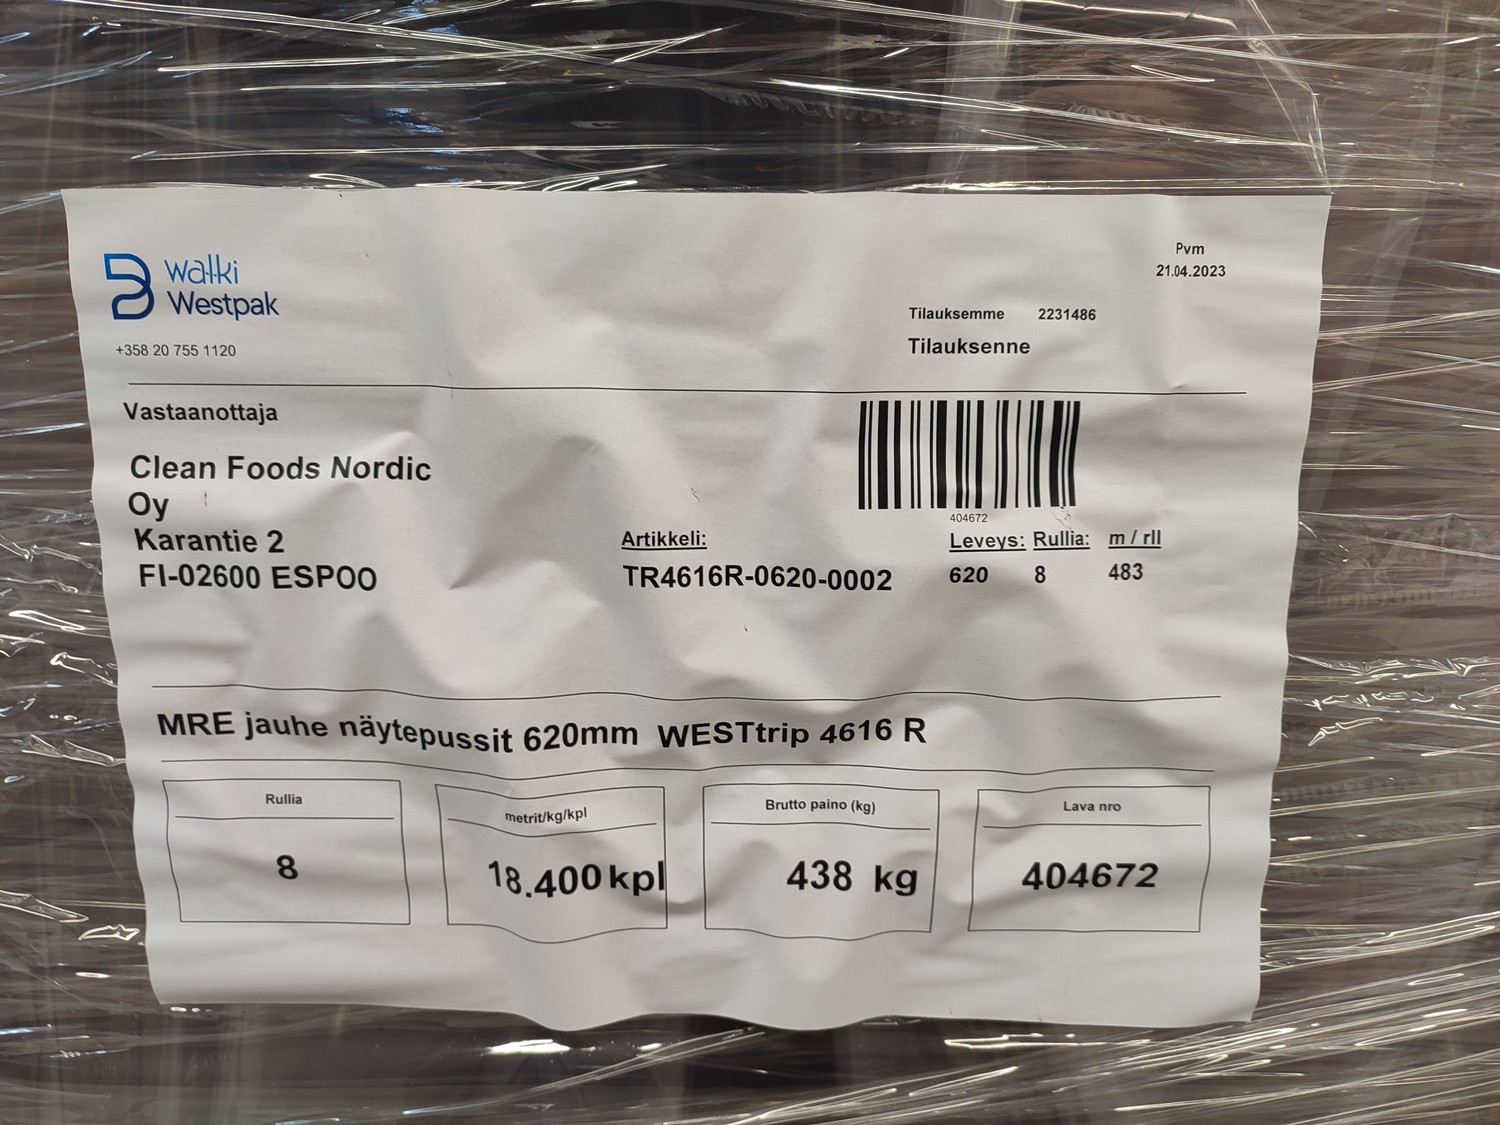 walki
Westpak
+358 20 755 1120
Pvm
21.04.2023
Tilauksemme 2231486
Tilauksenne
Vastaanottaja
Clean Foods Nordic
Oy
Karantie 2
FI-02600 ESPOO
404672
Artikkeli: Leveys: Rullia: m / rll
TR4616R-0620-0002 620 8 483
MRE jauhe näytepussit 620mm WESTtrip 4616 R
Rullia metrit/kg/kpl Brutto paino (kg) Lava nro
8 18.400 kpl 438 kg 404672